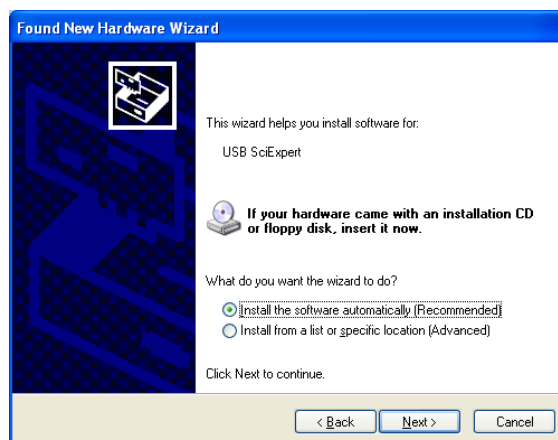 Found New Hardware Wizard
This wizard helps you install software for:
USB SciExpert
If your hardware came with an installation CD
or floppy disk, insert it now.
What do you want the wizard to do?
Install the software automatically (Recommended)
Install from a list or specific location (Advanced)
Click Next to continue.
< Back Next > Cancel